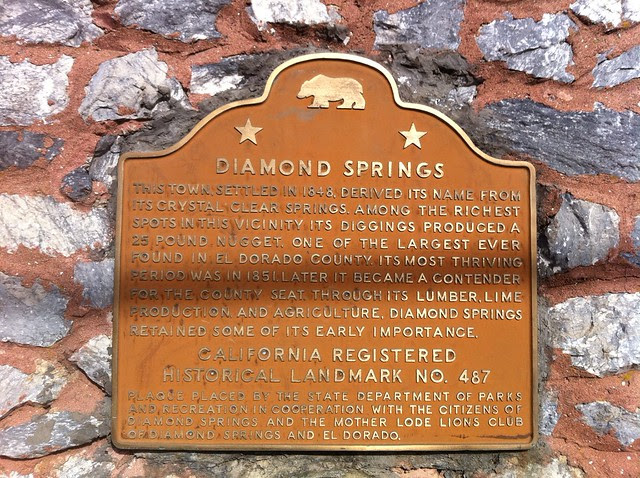 DIAMOND SPRINGS
THIS TOWN, SETTLED IN 1848, DERIVED ITS NAME FROM
ITS CRYSTAL CLEAR SPRINGS. AMONG THE RICHEST
SPOTS IN THIS VICINITY, ITS DIGGINGS PRODUCED A
25 POUND NUGGET, ONE OF THE LARGEST EVER
FOUND IN EL DORADO COUNTY. ITS MOST THRIVING
PERIOD WAS IN 1851. LATER IT BECAME A CONTENDER
FOR THE COUNTY SEAT. THROUGH ITS LUMBER, LIME
PRODUCTION AND AGRICULTURE, DIAMOND SPRINGS
RETAINED SOME OF ITS EARLY IMPORTANCE.
CALIFORNIA REGISTERED
HISTORICAL LANDMARK NO. 487
PLAQUE PLACED BY THE STATE DEPARTMENT OF PARKS
AND RECREATION IN COOPERATION WITH THE CITIZENS OF
DIAMOND SPRINGS AND THE MOTHER LODE LIONS CLUB
OF DIAMOND SPRINGS AND EL DORADO.